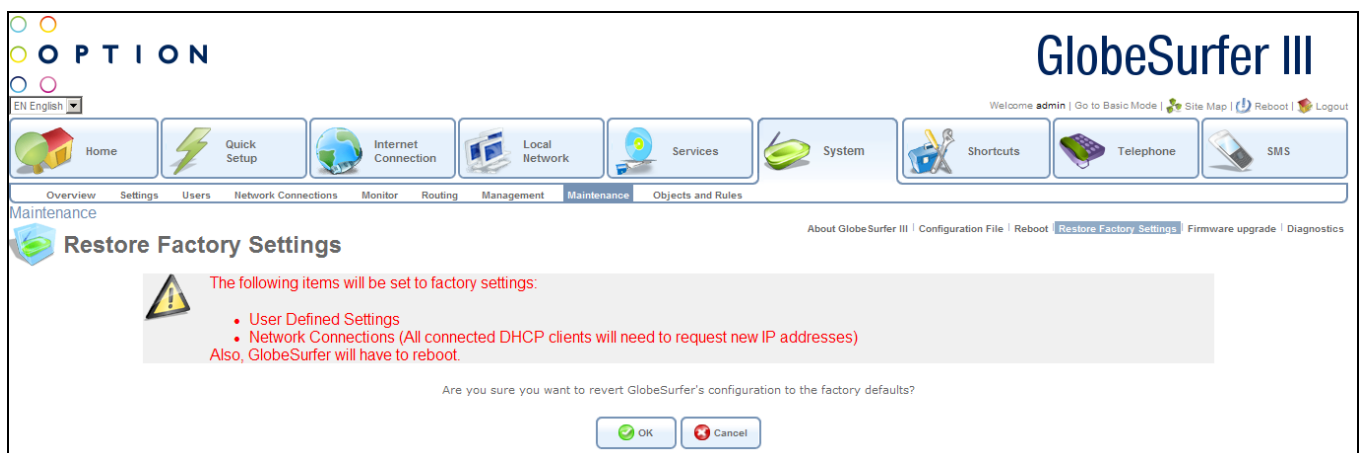 OPTION
GlobeSurfer III
EN English
Welcome admin | Go to Basic Mode | Site Map | Reboot | Logout
Home
Quick Setup
Internet Connection
Local Network
Services
System
Shortcuts
Telephone
SMS
Overview Settings Users Network Connections Monitor Routing Management Maintenance Objects and Rules
Maintenance
About GlobeSurfer III | Configuration File | Reboot | Restore Factory Settings | Firmware upgrade | Diagnostics
Restore Factory Settings
The following items will be set to factory settings:
• User Defined Settings
• Network Connections (All connected DHCP clients will need to request new IP addresses)
Also, GlobeSurfer will have to reboot.
Are you sure you want to revert GlobeSurfer's configuration to the factory defaults?
OK Cancel